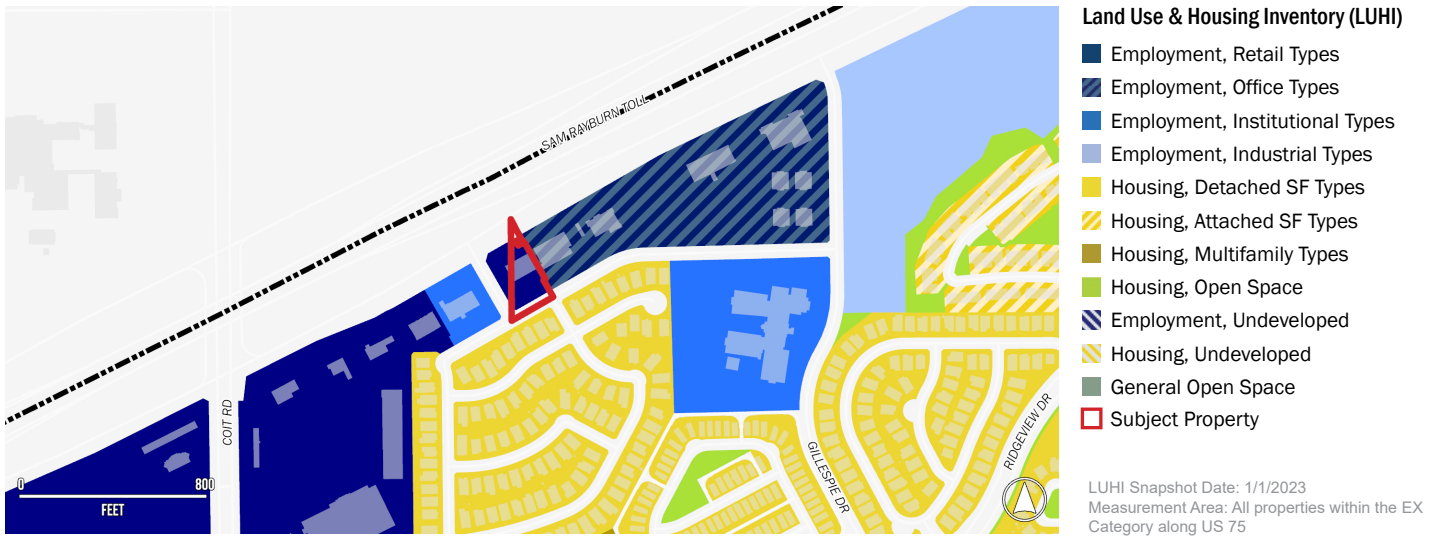 Land Use & Housing Inventory (LUHI)
Employment, Retail Types
Employment, Office Types
Employment, Institutional Types
Employment, Industrial Types
Housing, Detached SF Types
Housing, Attached SF Types
Housing, Multifamily Types
Housing, Open Space
Employment, Undeveloped
Housing, Undeveloped
General Open Space
Subject Property
LUHI Snapshot Date: 1/1/2023
Measurement Area: All properties within the EX
Category along US 75
SAM RAYBURN TOLL
COIT RD
GILLESPIE DR
RIDGEVIEW DR
0 800
FEET